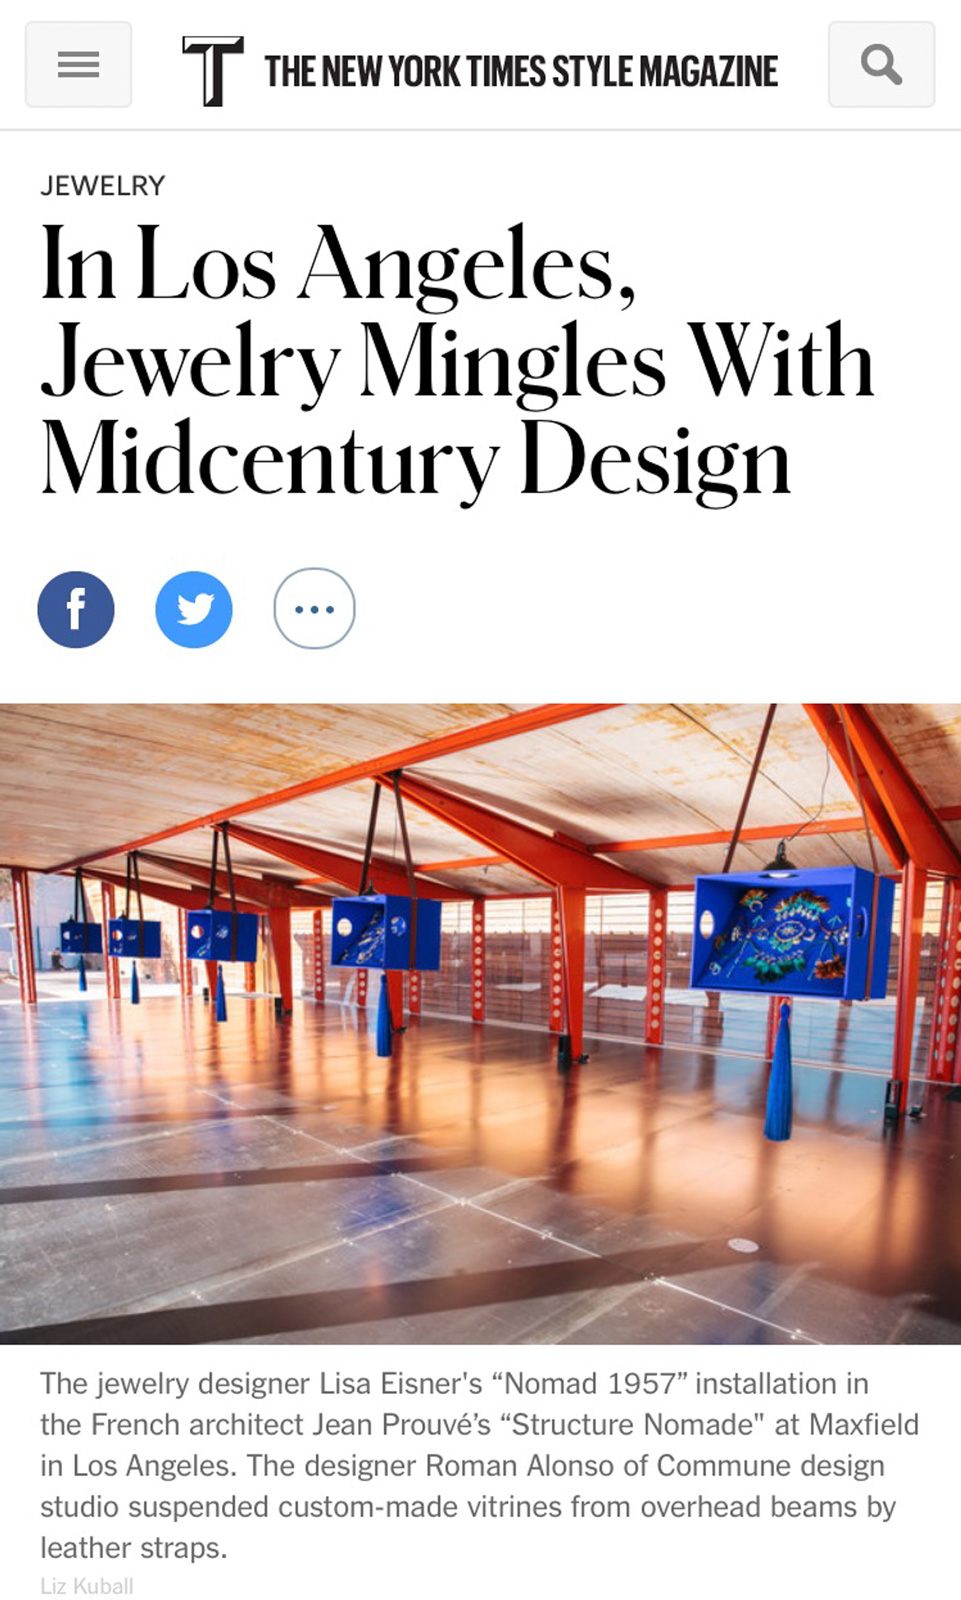 T THE NEW YORK TIMES STYLE MAGAZINE
JEWELRY
In Los Angeles,
Jewelry Mingles With
Midcentury Design
The jewelry designer Lisa Eisner's “Nomad 1957” installation in
the French architect Jean Prouvé’s “Structure Nomade" at Maxfield
in Los Angeles. The designer Roman Alonso of Commune design
studio suspended custom-made vitrines from overhead beams by
leather straps.
Liz Kuball